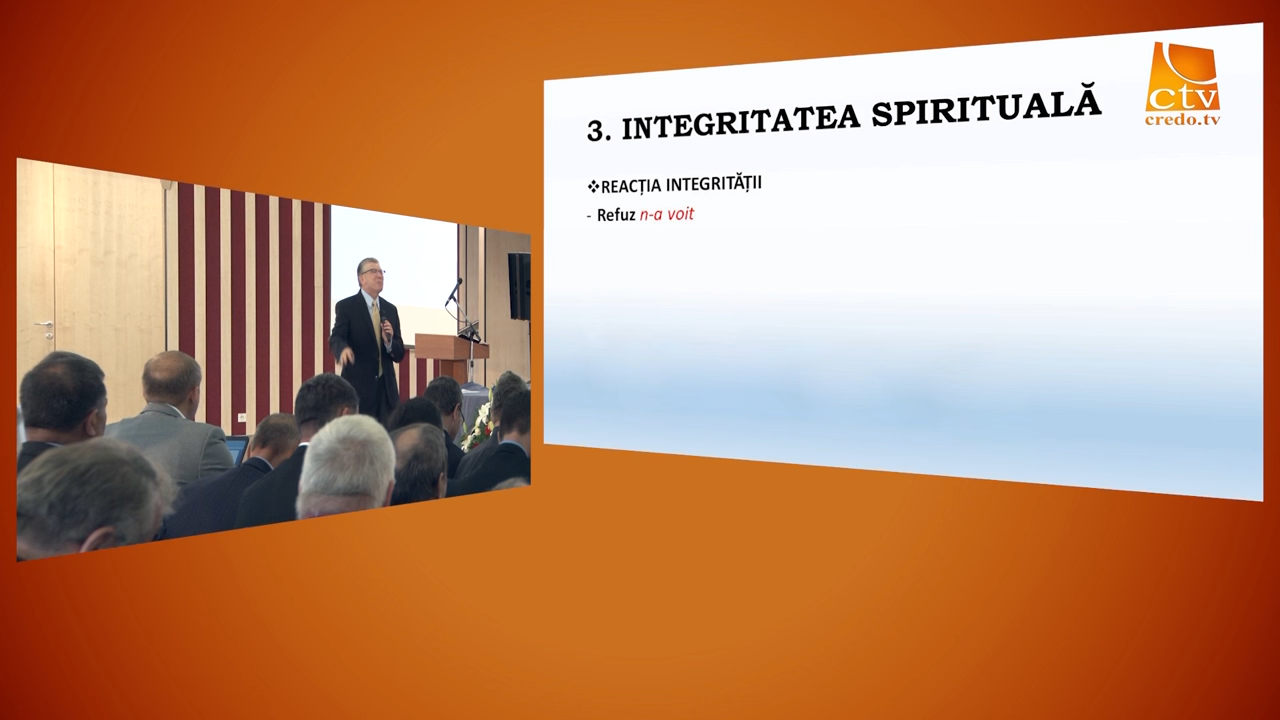 3. INTEGRITATEA SPIRITUALĂ
❖REACȚIA INTEGRITĂȚII
- Refuz n-a voit
ctv
credo.tv